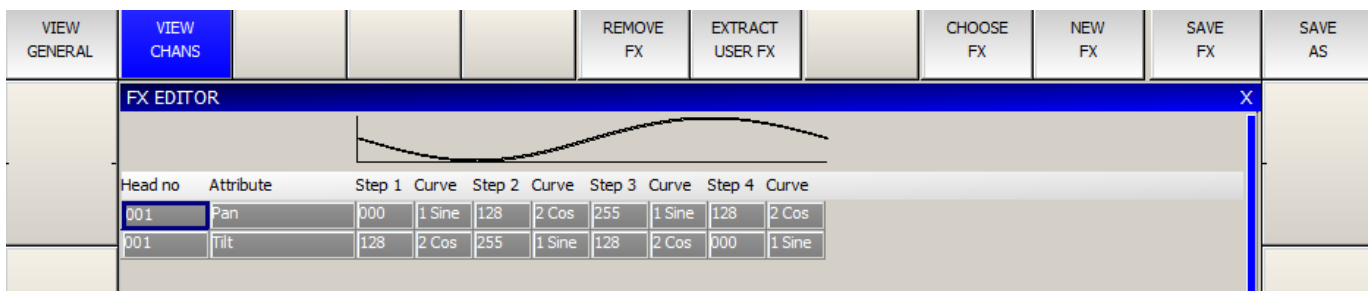 VIEW GENERAL
VIEW CHANS
REMOVE FX
EXTRACT USER FX
CHOOSE FX
NEW FX
SAVE FX
SAVE AS
FX EDITOR X
Head no Attribute Step 1 Curve Step 2 Curve Step 3 Curve Step 4 Curve
001 Pan 000 1 Sine 128 2 Cos 255 1 Sine 128 2 Cos
001 Tilt 128 2 Cos 255 1 Sine 128 2 Cos 000 1 Sine